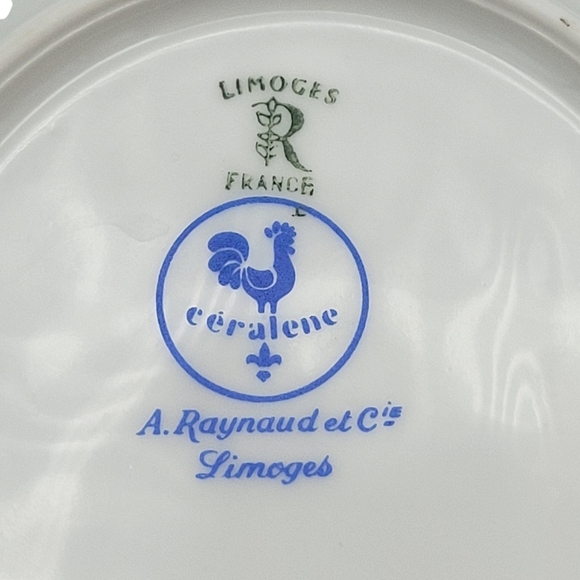 LIMOGES
R
FRANCE
L
céralene
A. Raynaud et Cie
Limoges